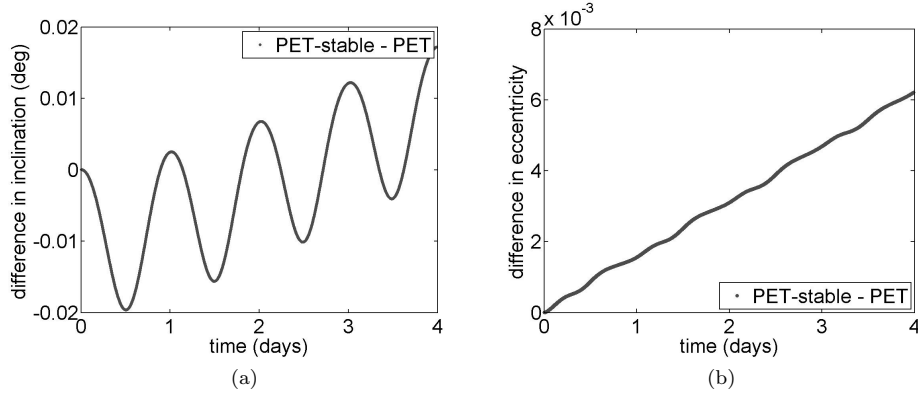 0.02
0.01
0
-0.01
-0.02
difference in inclination (deg)
PET-stable - PET
0 1 2 3 4
time (days)
(a)
8 x 10-3
6
4
2
0
difference in eccentricity
PET-stable - PET
0 1 2 3 4
time (days)
(b)